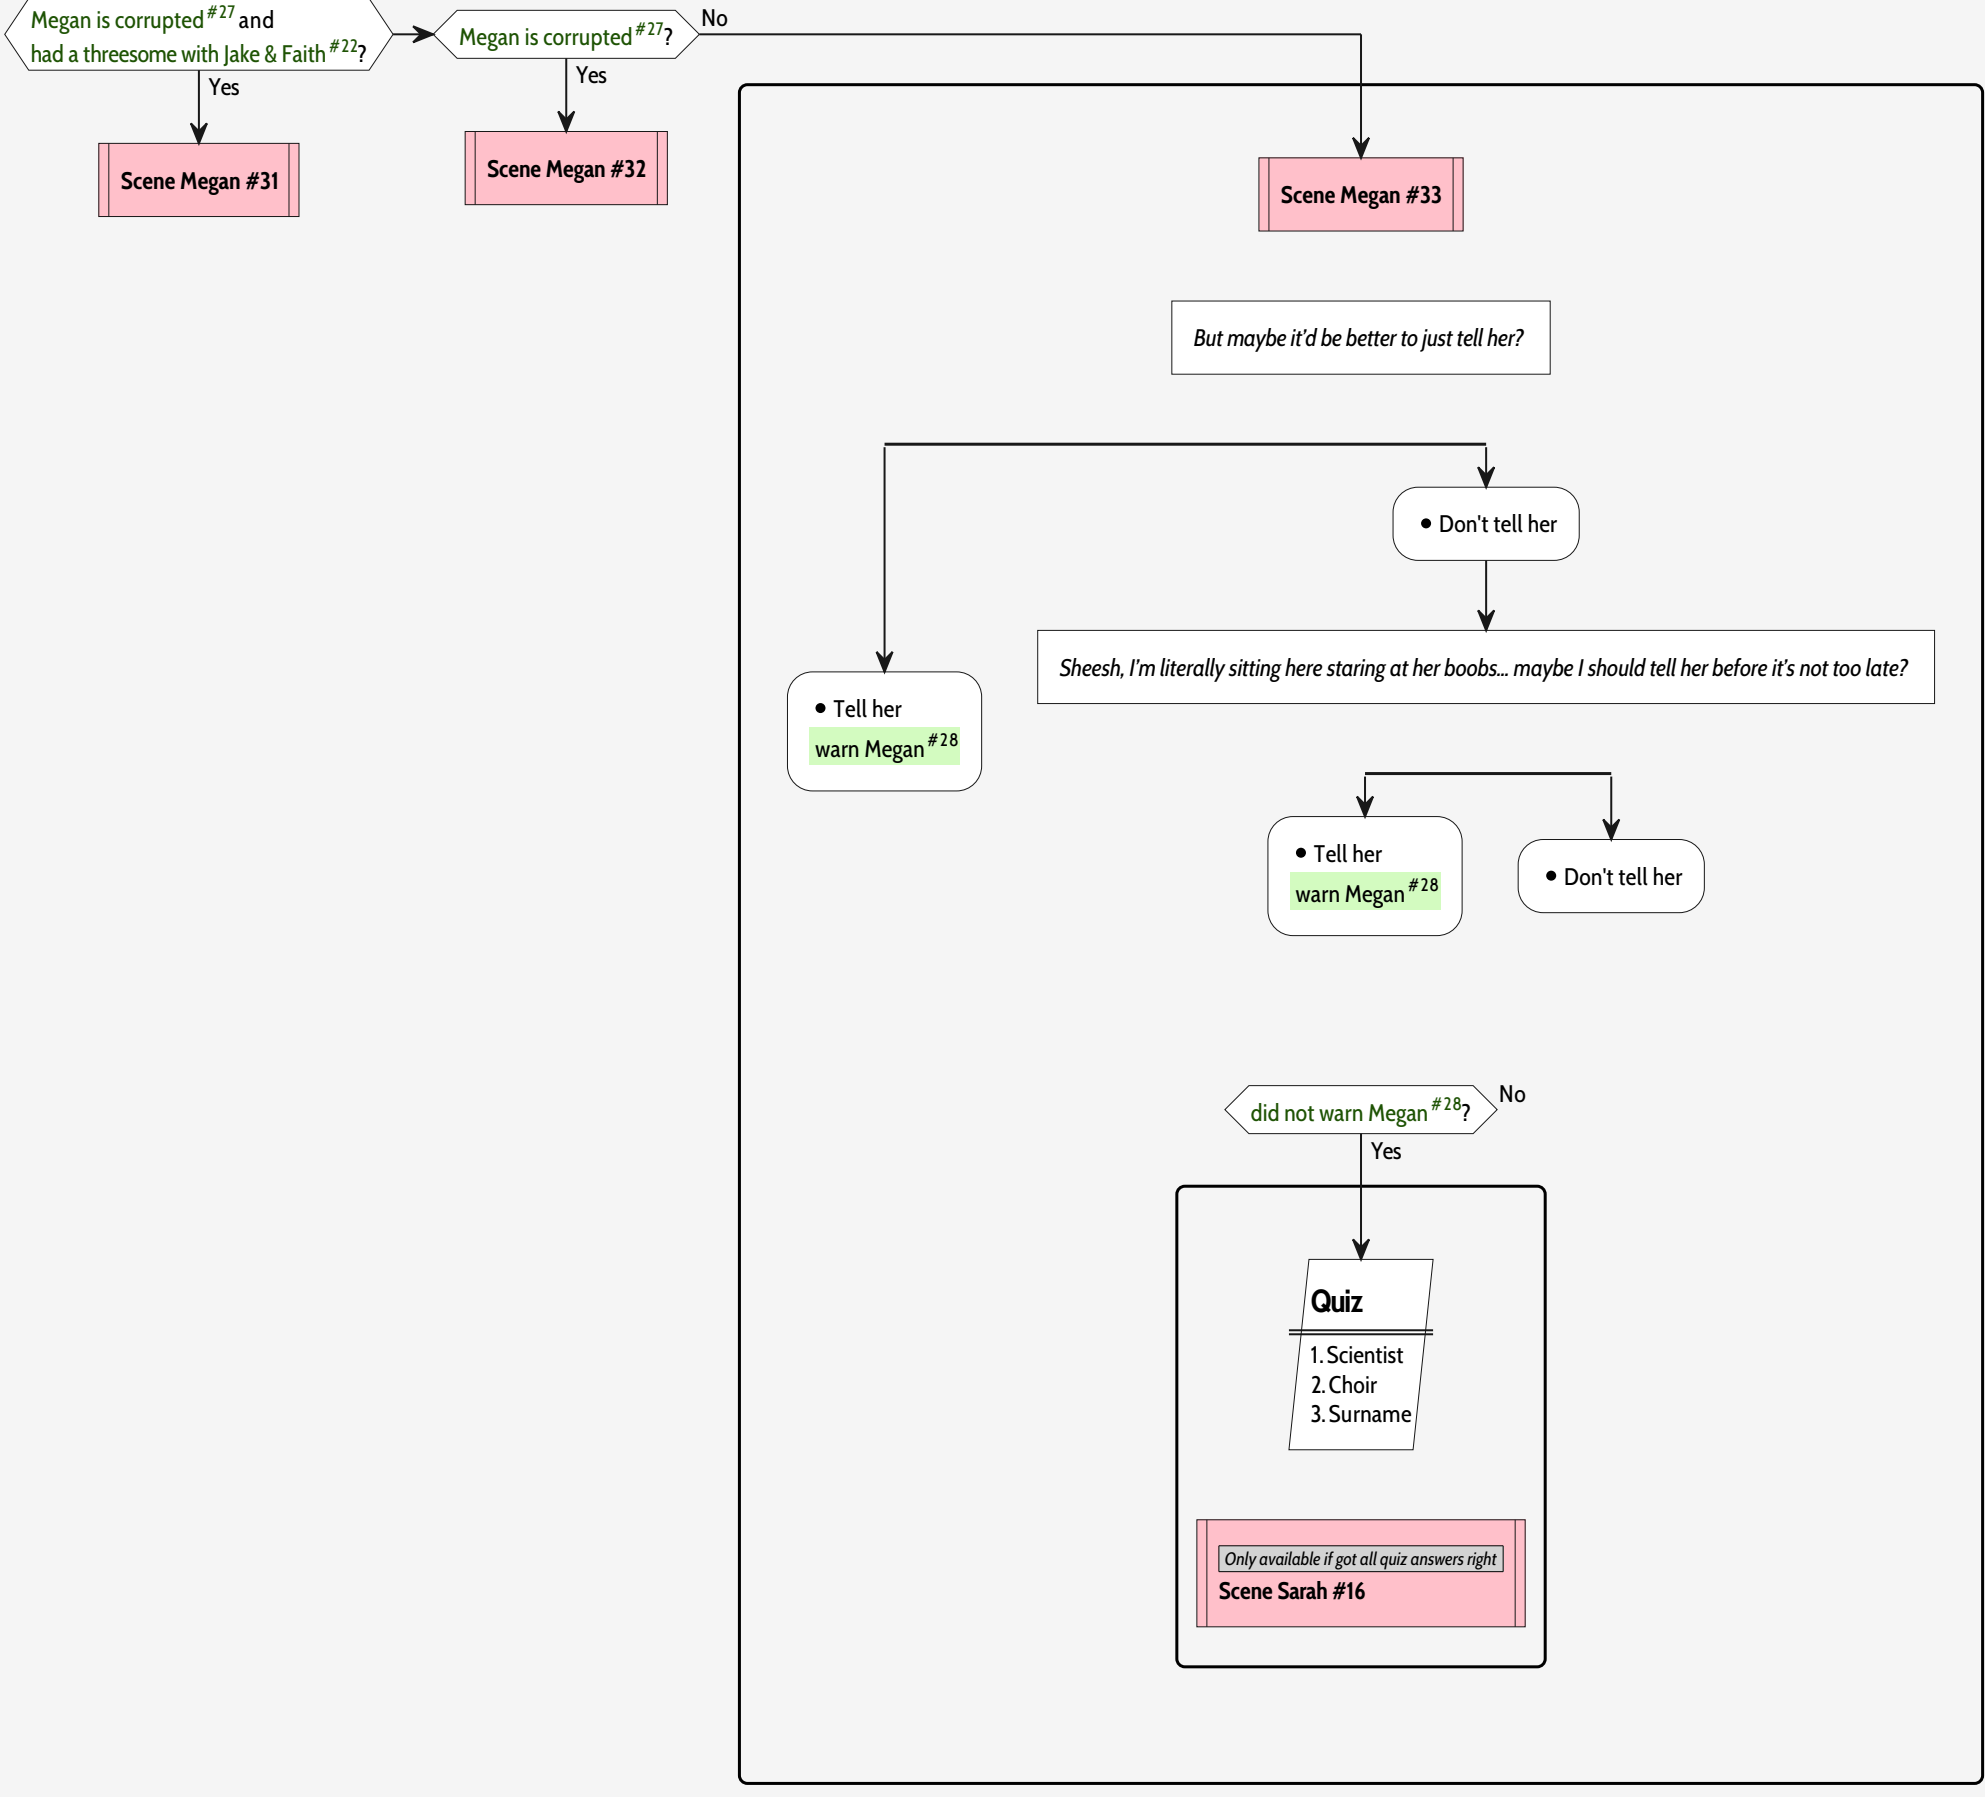 Megan is corrupted #27 and
had a threesome with Jake & Faith #22?
Yes
Scene Megan #31
Megan is corrupted #27?
No
Yes
Scene Megan #32
Scene Megan #33
But maybe it’d be better to just tell her?
• Don't tell her
Sheesh, I’m literally sitting here staring at her boobs... maybe I should tell her before it’s not too late?
• Tell her
warn Megan #28
• Tell her
warn Megan #28
• Don't tell her
did not warn Megan #28?
No
Yes
Quiz
1. Scientist
2. Choir
3. Surname
Only available if got all quiz answers right
Scene Sarah #16